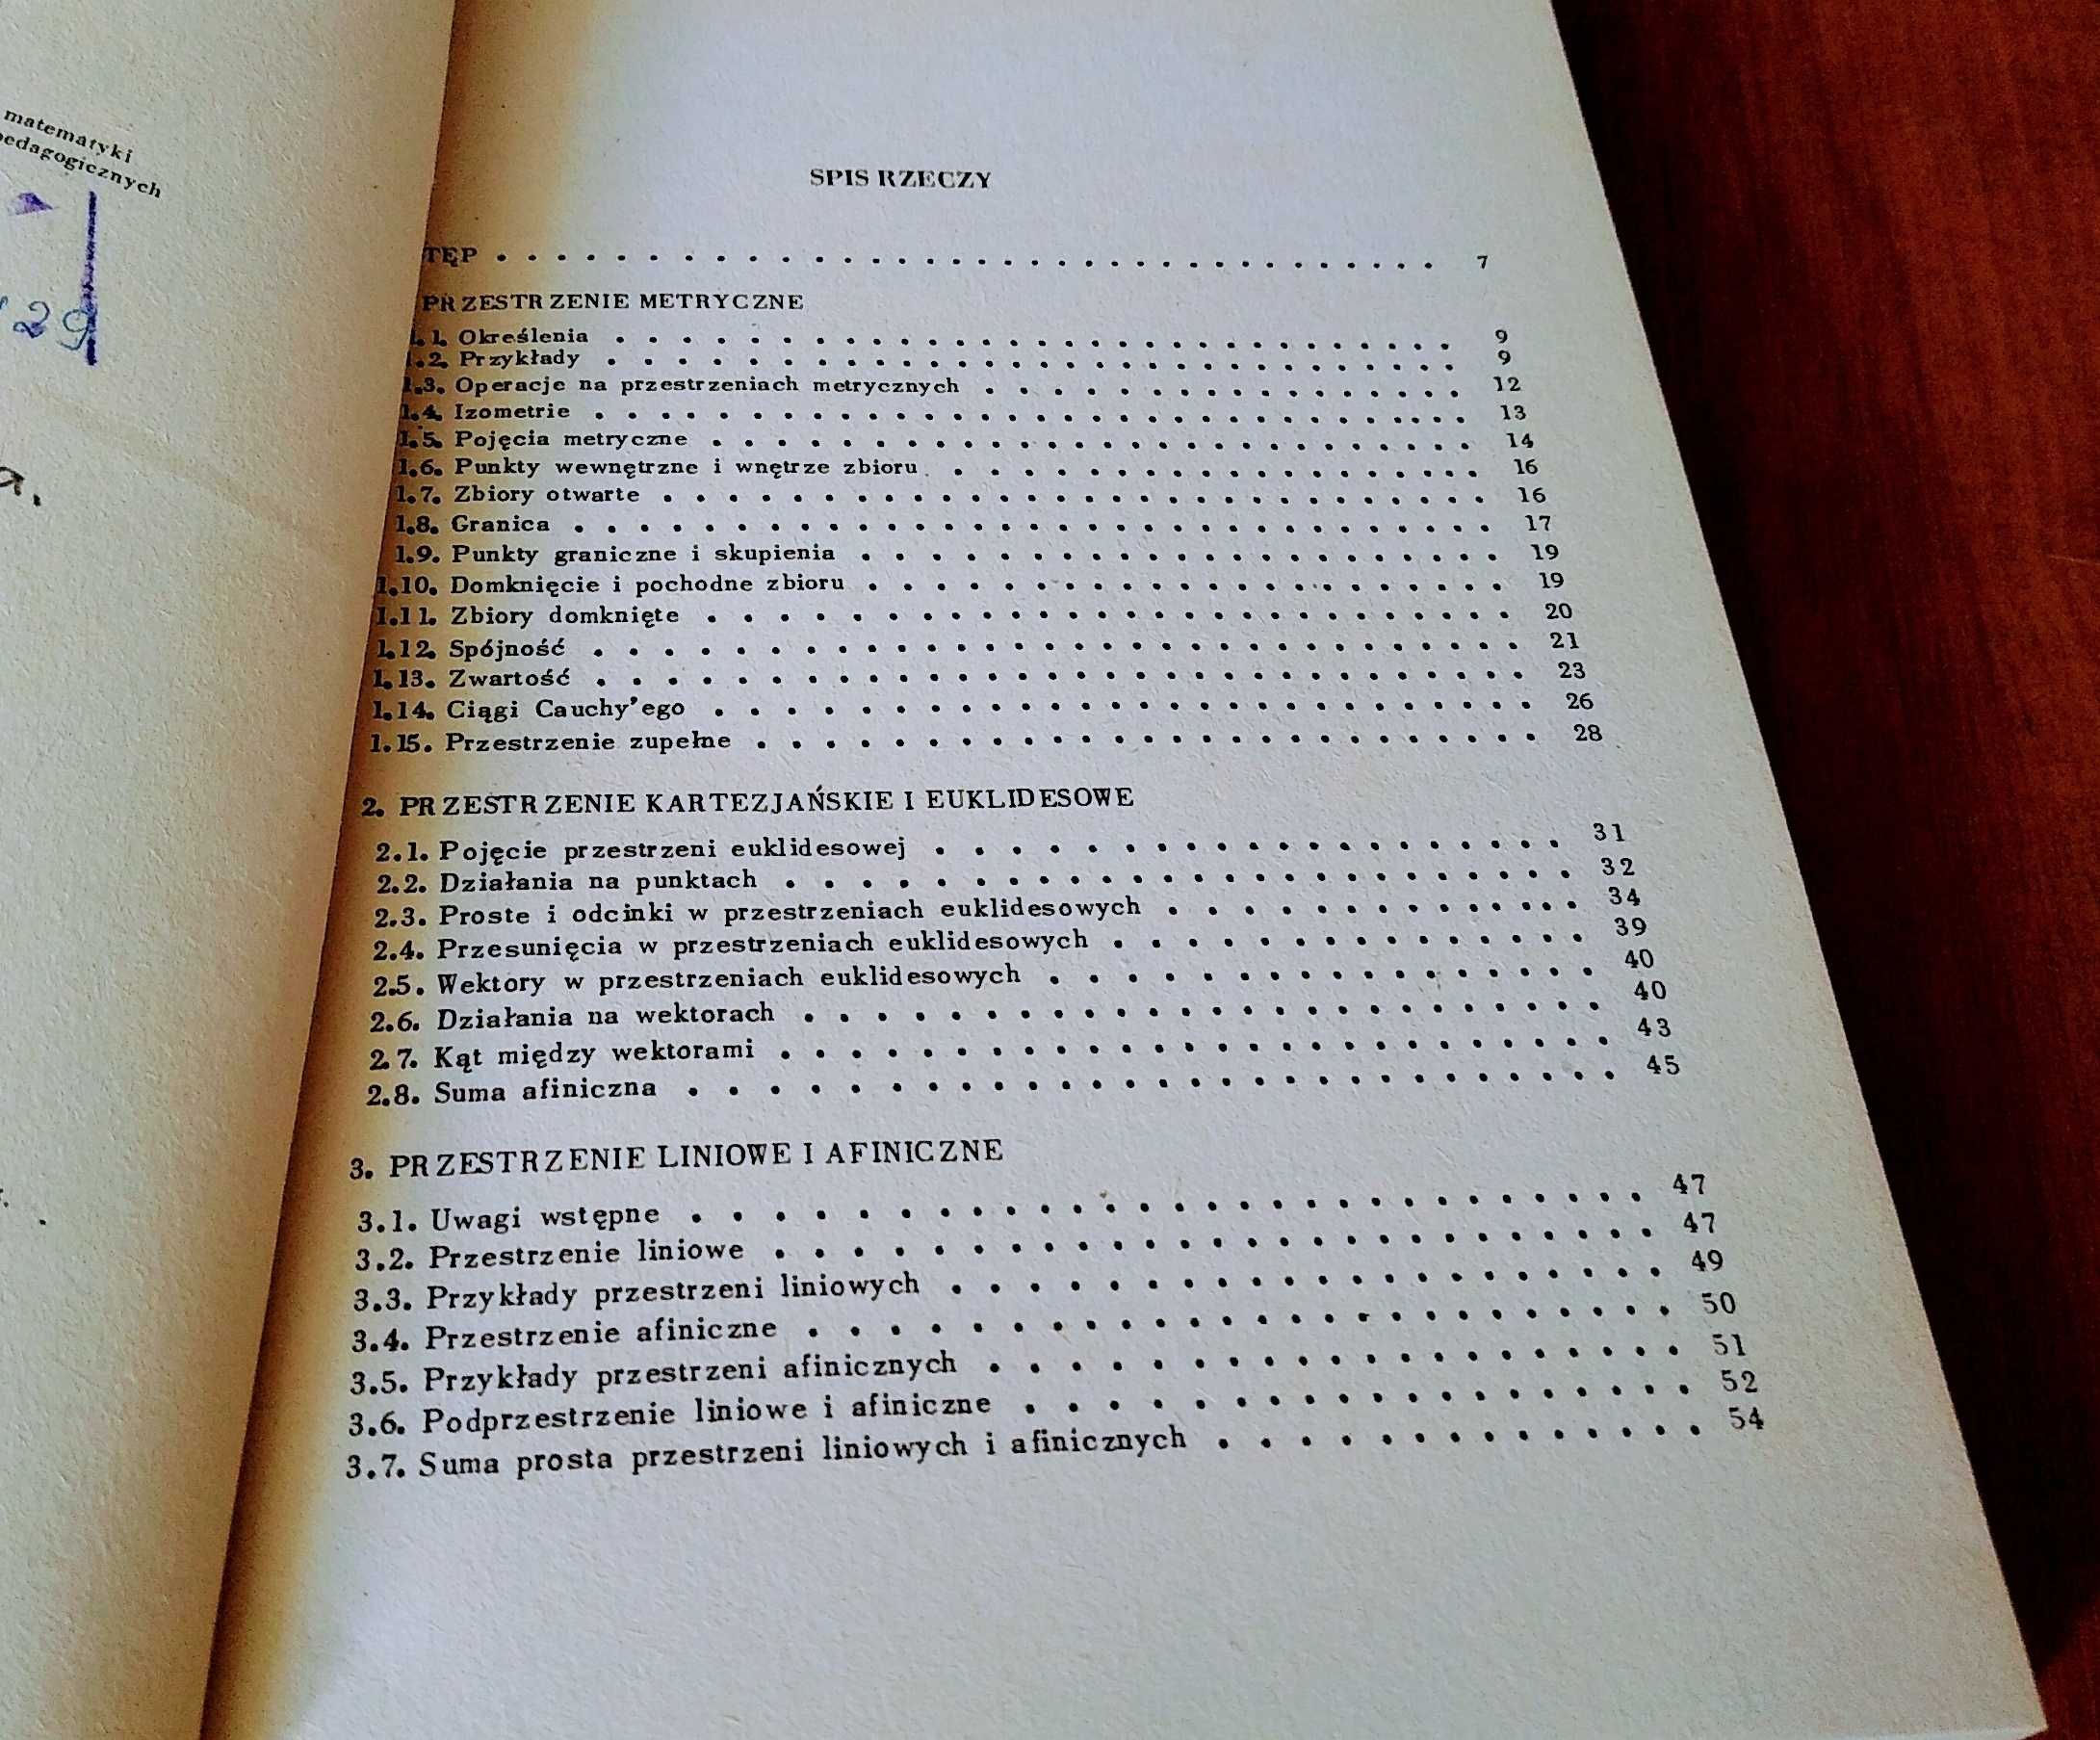 matematyki
pedagogicznych
29
a.
SPIS RZECZY
TĘP . . . . . . . . . . . . . . . . . . . . . . . . . . . . . . 7
PRZESTRZENIE METRYCZNE
1.1. Określenia . . . . . . . . . . . . . . . . . . . . . . . . . 9
1.2. Przykłady . . . . . . . . . . . . . . . . . . . . . . . . . 9
1.3. Operacje na przestrzeniach metrycznych . . . . . . . . . . . . . . 12
1.4. Izometrie . . . . . . . . . . . . . . . . . . . . . . . . . 13
1.5. Pojęcia metryczne . . . . . . . . . . . . . . . . . . . . . . 14
1.6. Punkty wewnętrzne i wnętrze zbioru . . . . . . . . . . . . . . . . 16
1.7. Zbiory otwarte . . . . . . . . . . . . . . . . . . . . . . . . 16
1.8. Granica . . . . . . . . . . . . . . . . . . . . . . . . . . 17
1.9. Punkty graniczne i skupienia . . . . . . . . . . . . . . . . . . 19
1.10. Domknięcie i pochodne zbioru . . . . . . . . . . . . . . . . . . 19
1.11. Zbiory domknięte . . . . . . . . . . . . . . . . . . . . . . . 20
1.12. Spójność . . . . . . . . . . . . . . . . . . . . . . . . . . 21
1.13. Zwartość . . . . . . . . . . . . . . . . . . . . . . . . . . 23
1.14. Ciągi Cauchy'ego . . . . . . . . . . . . . . . . . . . . . . . 26
1.15. Przestrzenie zupełne . . . . . . . . . . . . . . . . . . . . . . 28
2. PRZESTRZENIE KARTEZJAŃSKIE I EUKLIDESOWE
2.1. Pojęcie przestrzeni euklidesowej . . . . . . . . . . . . . . . . . 31
2.2. Działania na punktach . . . . . . . . . . . . . . . . . . . . . 32
2.3. Proste i odcinki w przestrzeniach euklidesowych . . . . . . . . . . . 34
2.4. Przesunięcia w przestrzeniach euklidesowych . . . . . . . . . . . . . 39
2.5. Wektory w przestrzeniach euklidesowych . . . . . . . . . . . . . . . 40
2.6. Działania na wektorach . . . . . . . . . . . . . . . . . . . . . 40
2.7. Kąt między wektorami . . . . . . . . . . . . . . . . . . . . . . 43
2.8. Suma afiniczna . . . . . . . . . . . . . . . . . . . . . . . . 45
3. PRZESTRZENIE LINIOWE I AFINICZNE
3.1. Uwagi wstępne . . . . . . . . . . . . . . . . . . . . . . . . 47
3.2. Przestrzenie liniowe . . . . . . . . . . . . . . . . . . . . . . 47
3.3. Przykłady przestrzeni liniowych . . . . . . . . . . . . . . . . . 49
3.4. Przestrzenie afiniczne . . . . . . . . . . . . . . . . . . . . . 50
3.5. Przykłady przestrzeni afinicznych . . . . . . . . . . . . . . . . . 51
3.6. Podprzestrzenie liniowe i afiniczne . . . . . . . . . . . . . . . . 52
3.7. Suma prosta przestrzeni liniowych i afinicznych . . . . . . . . . . . 54